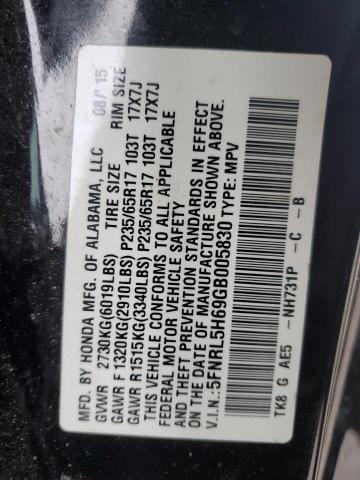 MFD. BY HONDA MFG. OF ALABAMA, LLC 08/'15
GVWR 2730KG(6019LBS) TIRE SIZE RIM SIZE
GAWR F 1320KG(2910LBS) P235/65R17 103T 17X7J
GAWR R 1515KG(3340LBS) P235/65R17 103T 17X7J
THIS VEHICLE CONFORMS TO ALL APPLICABLE
FEDERAL MOTOR VEHICLE SAFETY
AND THEFT PREVENTION STANDARDS IN EFFECT
ON THE DATE OF MANUFACTURE SHOWN ABOVE.
V.I.N.: 5FNRL5H69GB005830 TYPE: MPV
TK8 G AE5 -NH731P -C -B